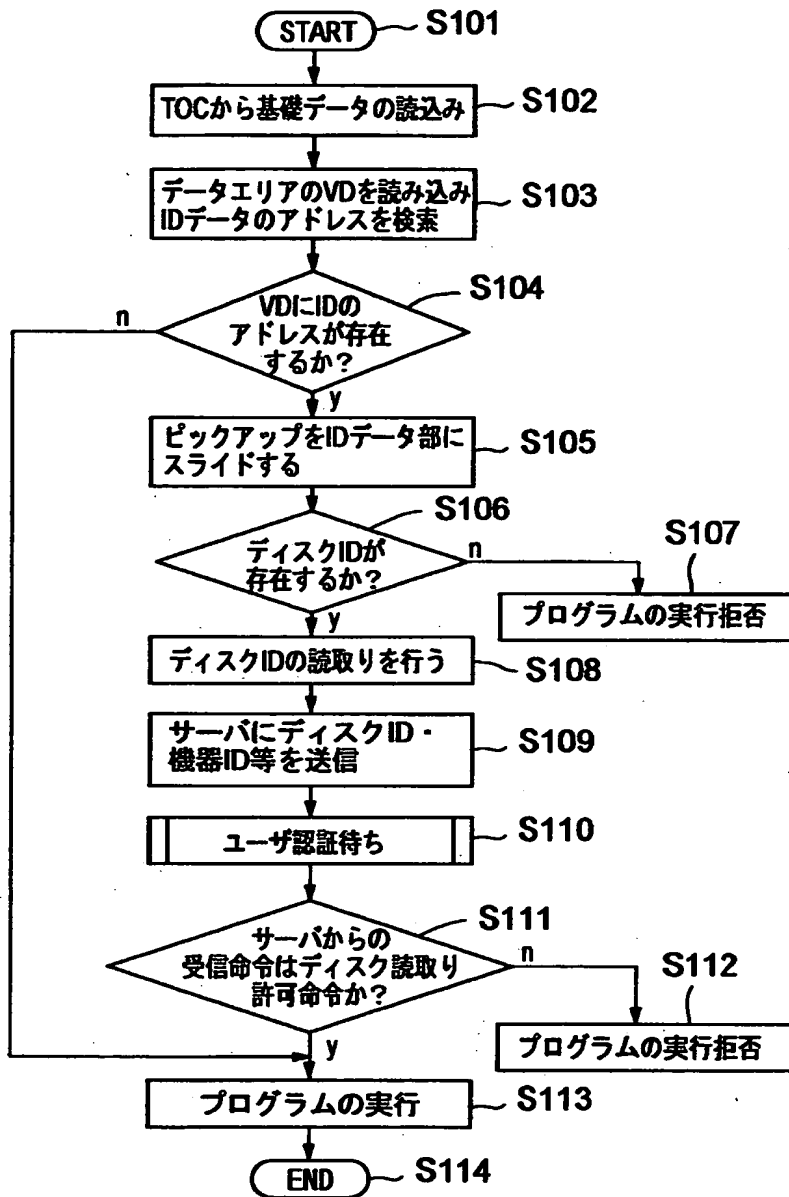 START S101
TOCから基礎データの読込み S102
データエリアのVDを読み込み
IDデータのアドレスを検索 S103
S104
n
VDにIDの
アドレスが存在
するか?
y
ピックアップをIDデータ部に
スライドする S105
S106
ディスクIDが
存在するか?
n
S107
プログラムの実行拒否
y
ディスクIDの読取りを行う S108
サーバにディスクID・
機器ID等を送信 S109
ユーザ認証待ち S110
S111
サーバからの
受信命令はディスク読取り
許可命令か?
n
S112
プログラムの実行拒否
y
プログラムの実行 S113
END S114